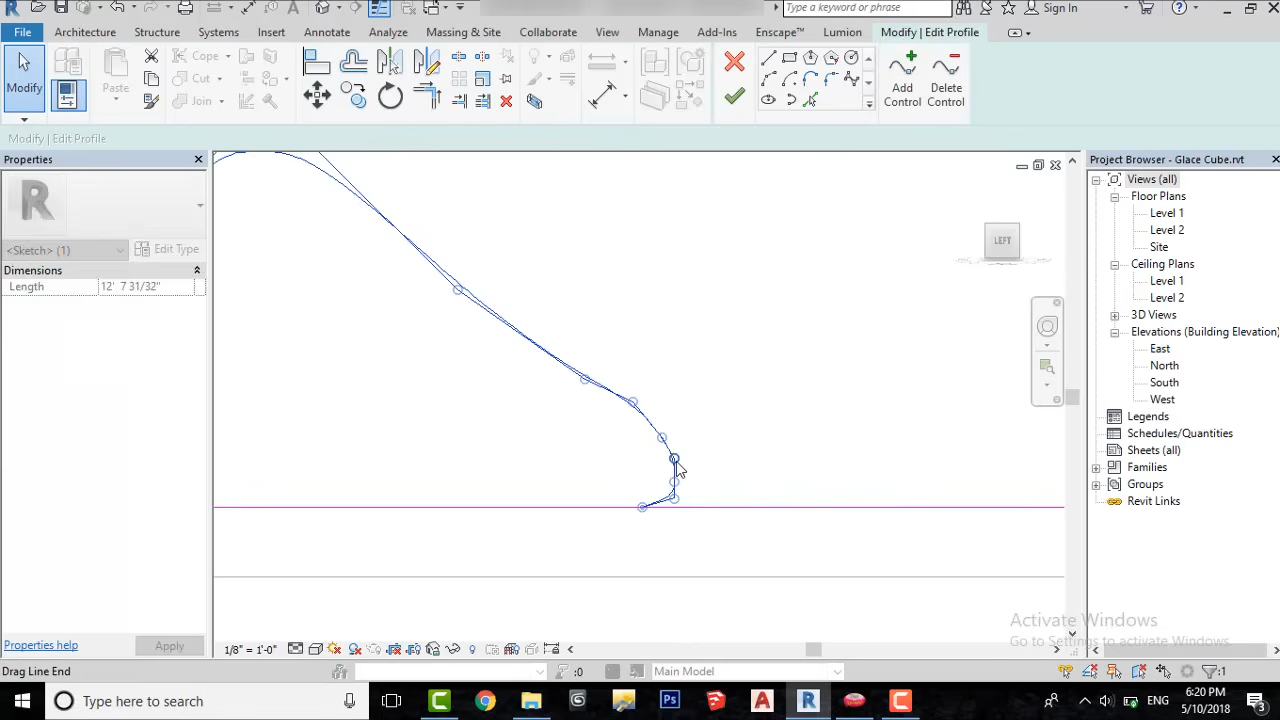 Type a keyword or phrase
Sign In
File
Architecture
Structure
Systems
Insert
Annotate
Analyze
Massing & Site
Collaborate
View
Manage
Add-Ins
Enscape™
Lumion
Modify | Edit Profile
Modify
Paste
Cope
Cut
Join
Add
Control
Delete
Control
Modify | Edit Profile
Properties
R
<Sketch> (1)
Edit Type
Dimensions
Length
12' 7 31/32"
Properties help
Apply
LEFT
Project Browser - Glace Cube.rvt
Views (all)
Floor Plans
Level 1
Level 2
Site
Ceiling Plans
Level 1
Level 2
3D Views
Elevations (Building Elevation)
East
North
South
West
Legends
Schedules/Quantities
Sheets (all)
Families
Groups
Revit Links
Activate Windows
Go to Settings to activate Windows.
1/8" = 1'-0"
Drag Line End
:0
Main Model
:1
Type here to search
Ps
A
R
ENG
6:20 PM
5/10/2018
3